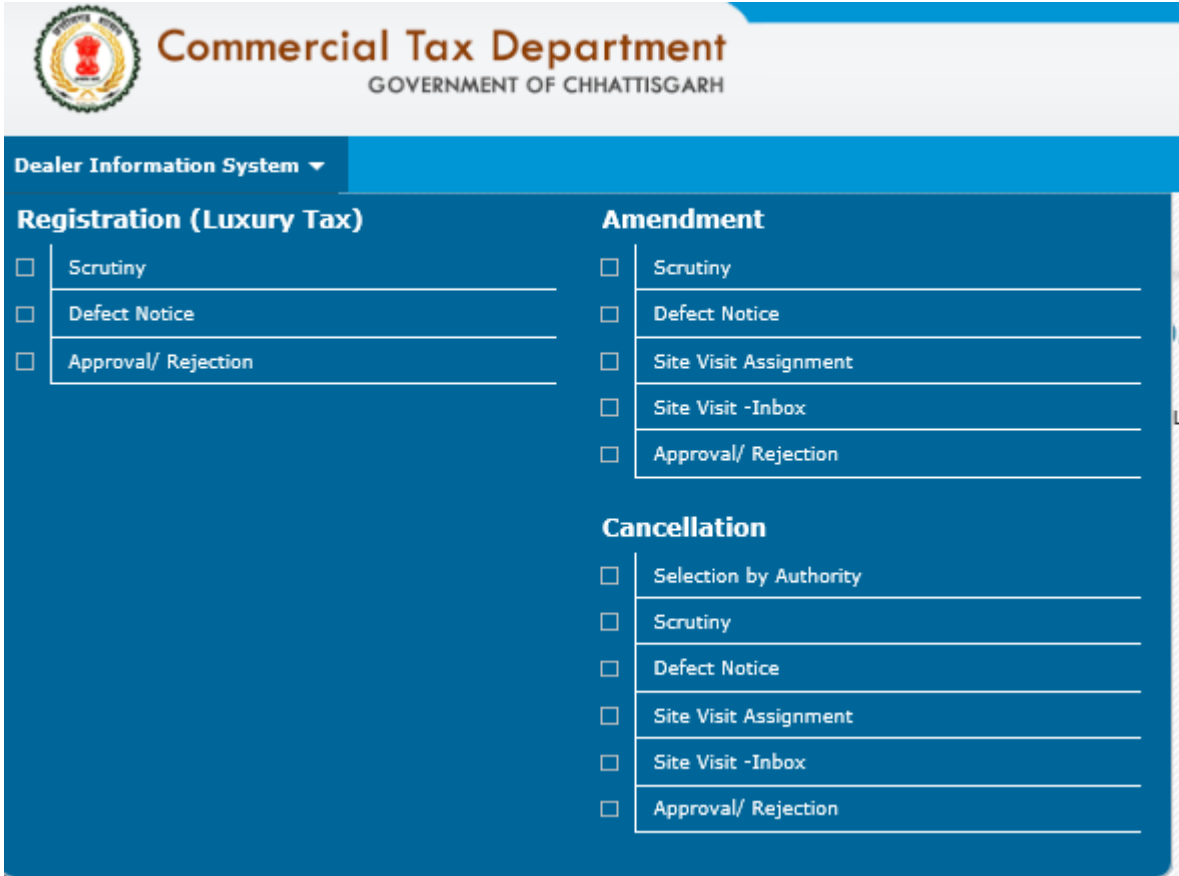 Commercial Tax Department
GOVERNMENT OF CHHATTISGARH
Dealer Information System
Registration (Luxury Tax)
Scrutiny
Defect Notice
Approval/ Rejection
Amendment
Scrutiny
Defect Notice
Site Visit Assignment
Site Visit -Inbox
Approval/ Rejection
Cancellation
Selection by Authority
Scrutiny
Defect Notice
Site Visit Assignment
Site Visit -Inbox
Approval/ Rejection